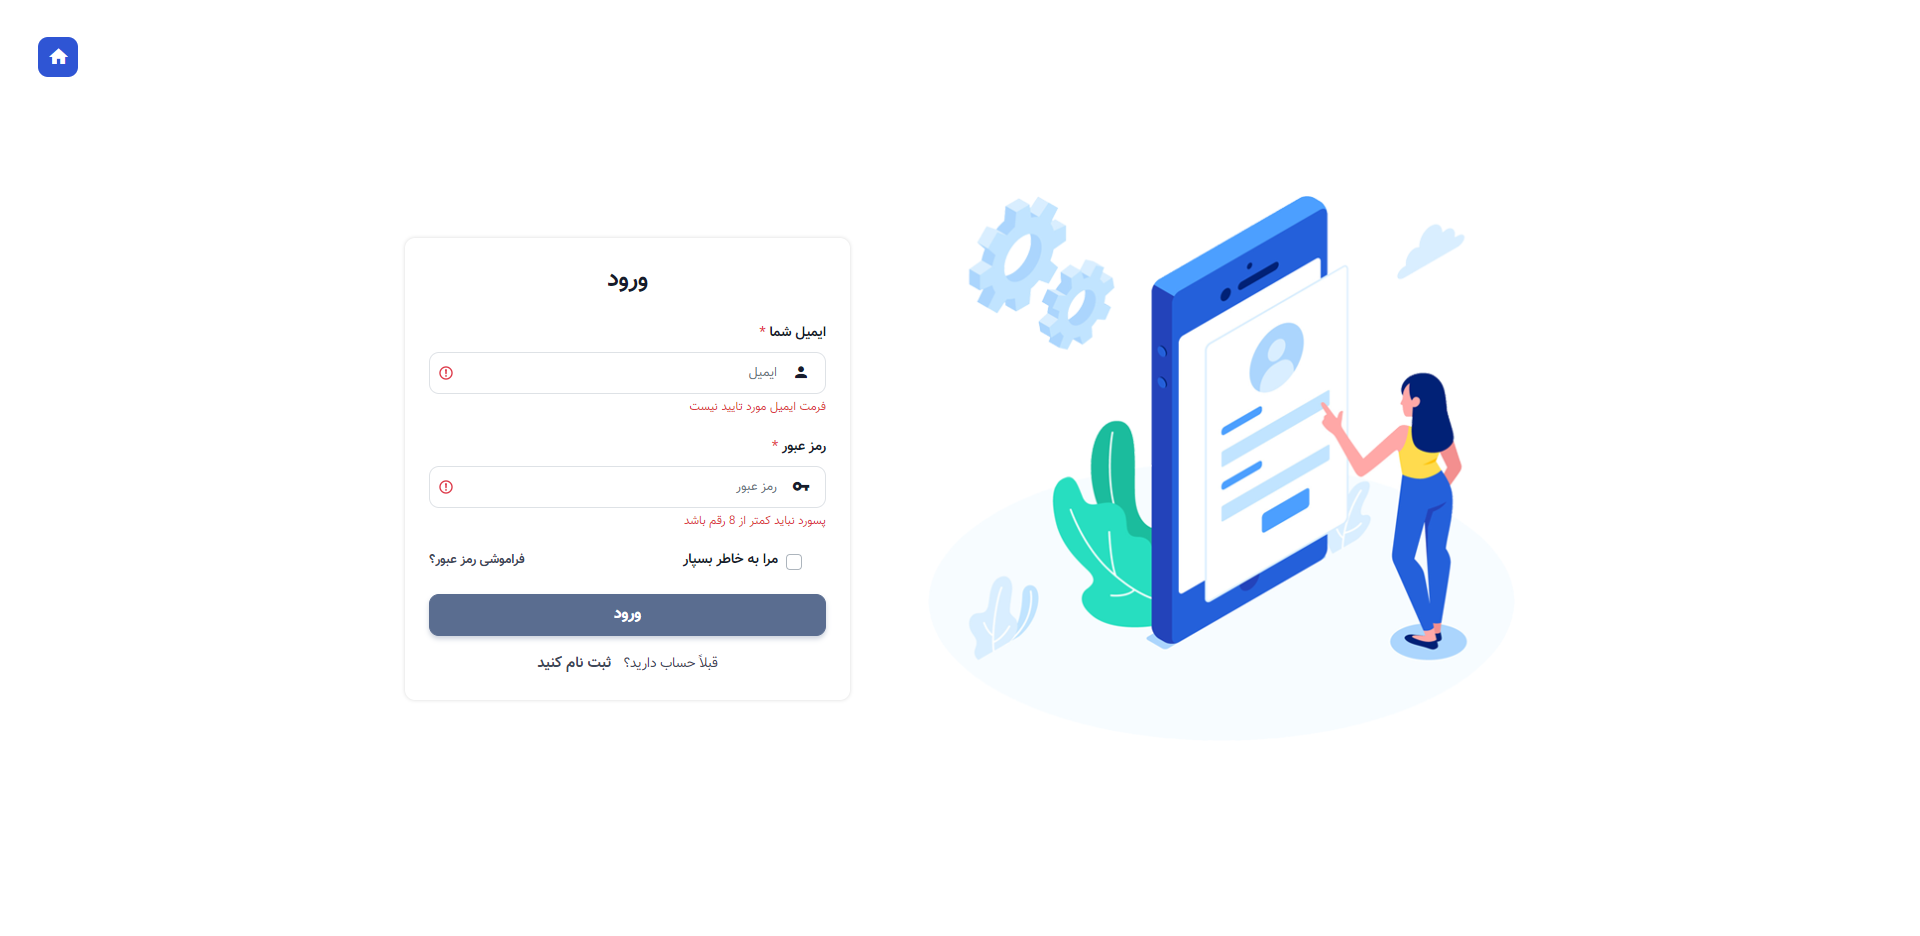 ورود
ایمیل شما *
ایمیل
فرمت ایمیل مورد تایید نیست
رمز عبور *
رمز عبور
پسورد نباید کمتر از 8 رقم باشد
مرا به خاطر بسپار
فراموشی رمز عبور؟
ورود
قبلاً حساب دارید؟ ثبت نام کنید